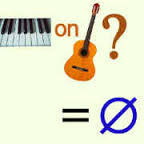 on ?
= Ø